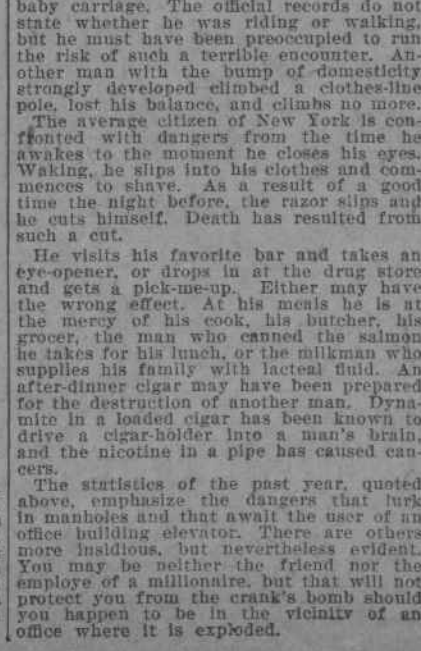 baby carriage. The official records do not
state whether he was riding or walking,
but he must have been preoccupied to run
the risk of such a terrible encounter. An-
other man with the bump of domesticity
strongly developed climbed a clothes-line
pole, lost his balance, and climbs no more.
The average citizen of New York is con-
fronted with dangers from the time he
awakes to the moment he closes his eyes.
Waking, he slips into his clothes and com-
mences to shave. As a result of a good
time the night before, the razor slips and
he cuts himself. Death has resulted from
such a cut.
He visits his favorite bar and takes an
eye-opener, or drops in at the drug store
and gets a pick-me-up. Either may have
the wrong effect. At his meals he is at
the mercy of his cook, his butcher, his
grocer, the man who canned the salmon
he takes for his lunch, or the milkman who
supplies his family with lacteal fluid. An
after-dinner cigar may have been prepared
for the destruction of another man. Dyna-
mite in a loaded cigar has been known to
drive a cigar-holder into a man's brain,
and the nicotine in a pipe has caused can-
cers.
The statistics of the past year, quoted
above, emphasize the dangers that lurk
in manholes and that await the user of an
office building elevator. There are others
more insidious, but nevertheless evident.
You may be neither the friend nor the
employe of a millionaire, but that will not
protect you from the crank's bomb should
you happen to be in the vicinity of an
office where it is exploded.